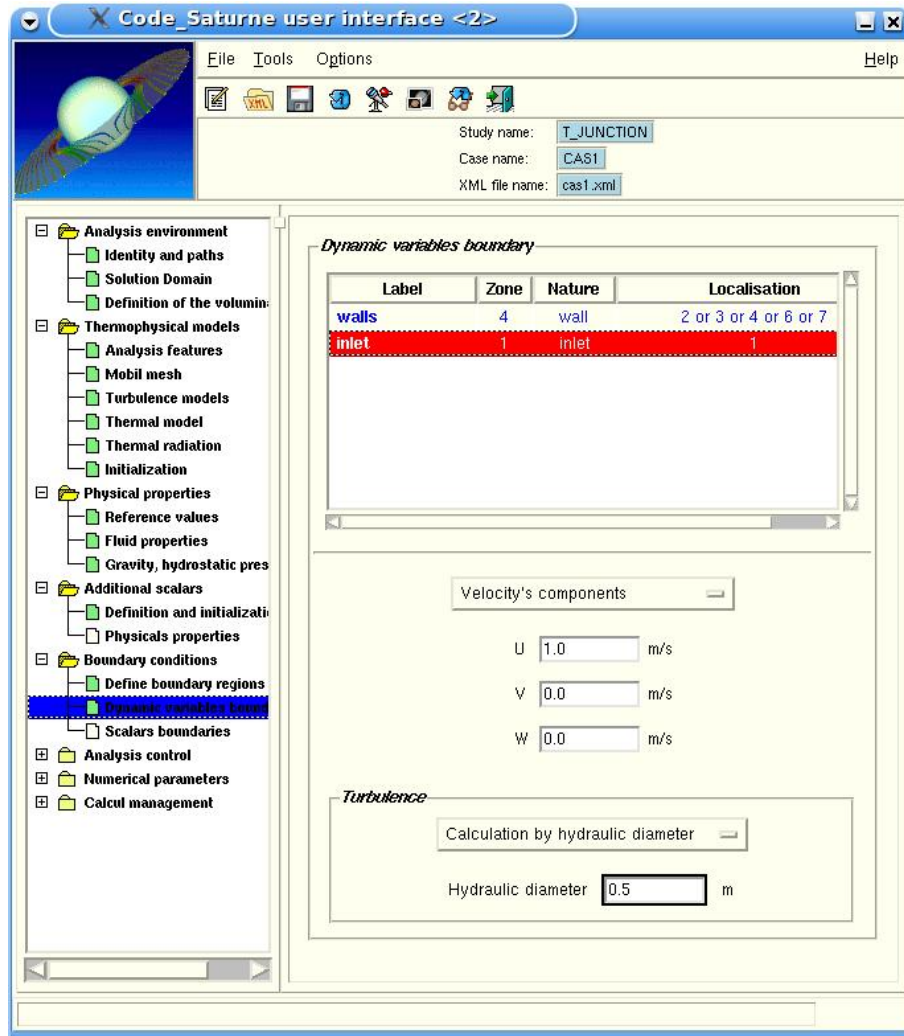 Code_Saturne user interface <2>
File Tools Options Help
XML
Study name: T_JUNCTION
Case name: CAS1
XML file name: cas1.xml
Analysis environment
Identity and paths
Solution Domain
Definition of the volumin
Thermophysical models
Analysis features
Mobil mesh
Turbulence models
Thermal model
Thermal radiation
Initialization
Physical properties
Reference values
Fluid properties
Gravity, hydrostatic pres
Additional scalars
Definition and initializati
Physicals properties
Boundary conditions
Define boundary regions
Dynamic variables bound
Scalars boundaries
Analysis control
Numerical parameters
Calcul management
Dynamic variables boundary
Label Zone Nature Localisation
walls 4 wall 2 or 3 or 4 or 6 or 7
inlet 1 inlet 1
Velocity's components
U 1.0 m/s
V 0.0 m/s
W 0.0 m/s
Turbulence
Calculation by hydraulic diameter
Hydraulic diameter 0.5 m